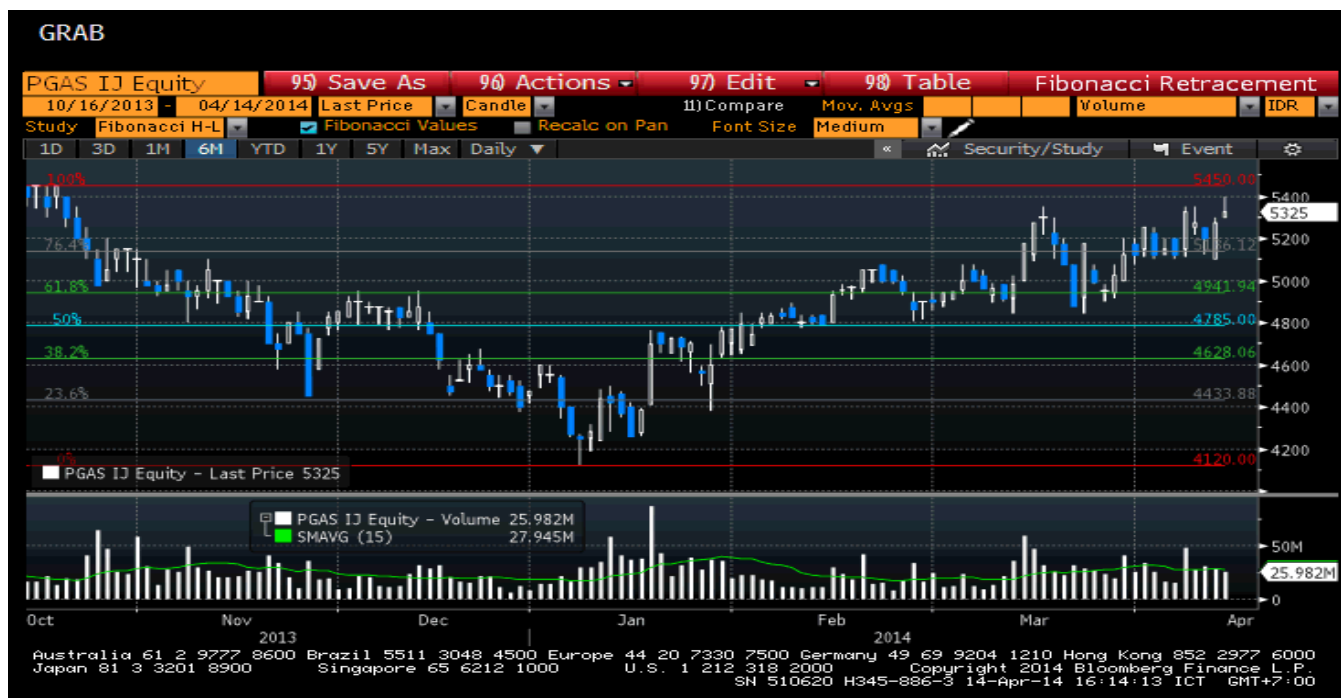 GRAB
PGAS IJ Equity 95) Save As 96) Actions 97) Edit 98) Table Fibonacci Retracement
10/16/2013 - 04/14/2014 Last Price Candle 11)Compare Mov. Avgs Volume IDR
Study Fibonacci H-L Fibonacci Values Recalc on Pan Font Size Medium
1D 3D 1M 6M YTD 1Y 5Y Max Daily ▼ « Security/Study Event
100% 5450.00
5400
5325
76.4% 5136.12 5200
5000
61.8% 4941.94
50% 4785.00 4800
38.2% 4628.06
4600
23.6% 4433.88
4400
4200
0% 4120.00
PGAS IJ Equity - Last Price 5325
PGAS IJ Equity - Volume 25.982M
SMAVG (15) 27.945M
50M
25.982M
0
Oct Nov Dec Jan Feb Mar Apr
2013 2014
Australia 61 2 9777 8600 Brazil 5511 3048 4500 Europe 44 20 7330 7500 Germany 49 69 9204 1210 Hong Kong 852 2977 6000
Japan 81 3 3201 8900 Singapore 65 6212 1000 U.S. 1 212 318 2000 Copyright 2014 Bloomberg Finance L.P.
SN 510620 H345-886-3 14-Apr-14 16:14:13 ICT GMT+7:00